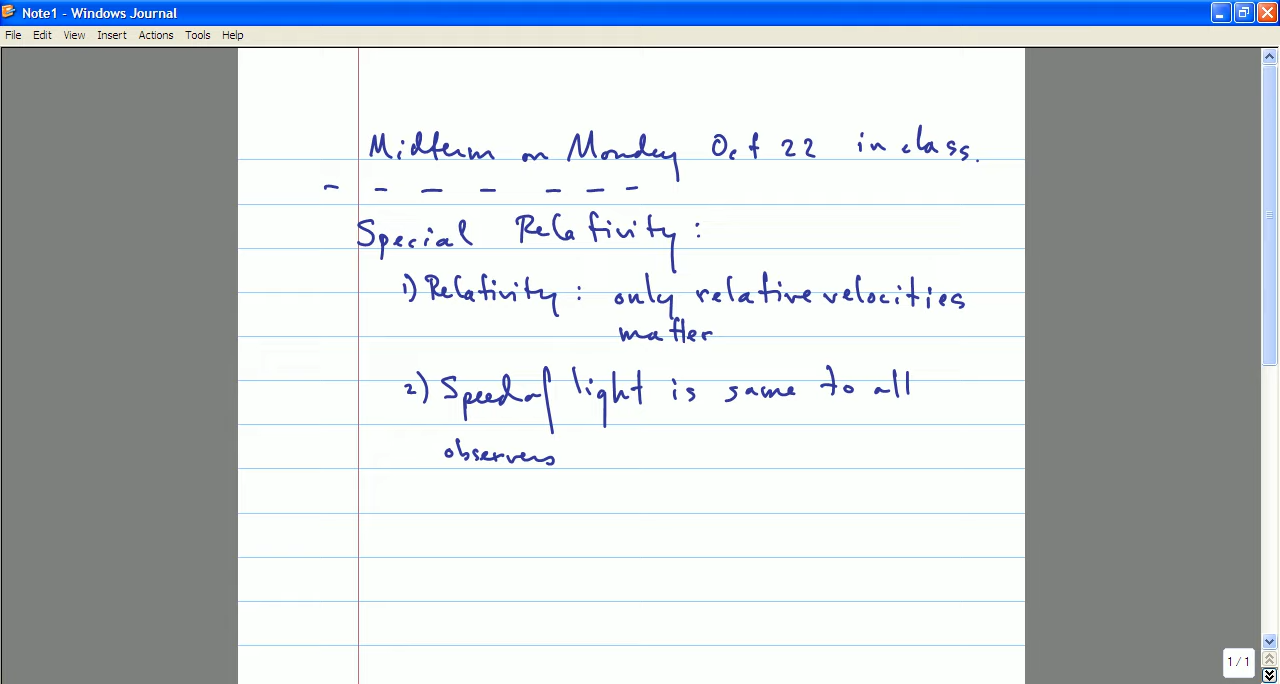 Note1 - Windows Journal
File Edit View Insert Actions Tools Help
Midterm on Monday Oct 22 in class.
- - - - - - -
Special Relativity:
1) Relativity: only relative velocities
matter
2) Speed of light is same to all
observers
1 / 1